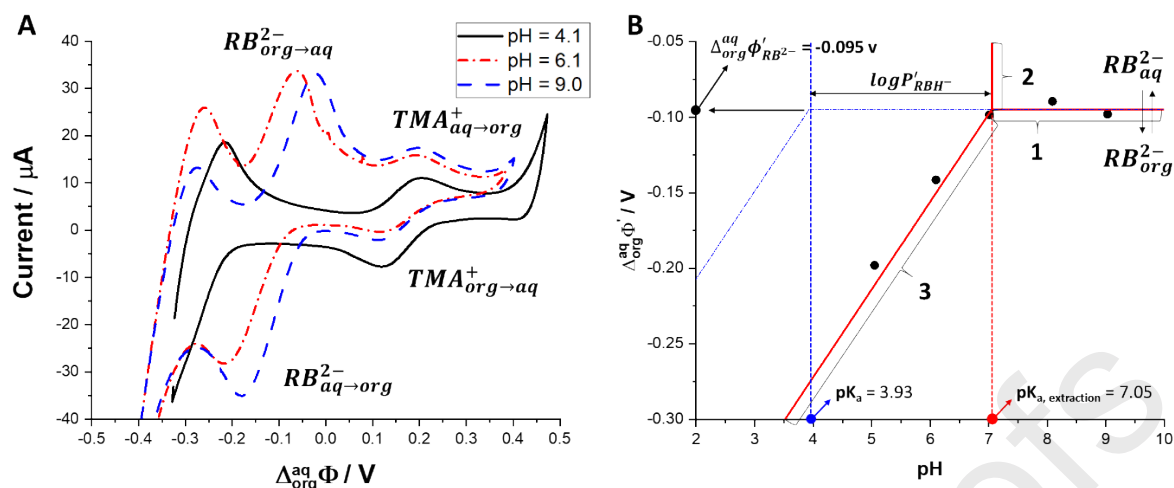 A
RB²⁻org→aq
pH = 4.1
pH = 6.1
pH = 9.0
TMA⁺aq→org
TMA⁺org→aq
RB²⁻aq→org
Current / μA
40
30
20
10
0
-10
-20
-30
-40
-0.5 -0.4 -0.3 -0.2 -0.1 0.0 0.1 0.2 0.3 0.4 0.5
Δᵃᑫorg Φ / V
B
Δᵃᑫorg ϕ′RB²⁻ = -0.095 v
logP′RBH⁻
2
RB²⁻aq
1
RB²⁻org
3
pKa = 3.93
pKa, extraction = 7.05
Δᵃᑫorg Φ′ / V
-0.05
-0.10
-0.15
-0.20
-0.25
-0.30
2 3 4 5 6 7 8 9 10
pH